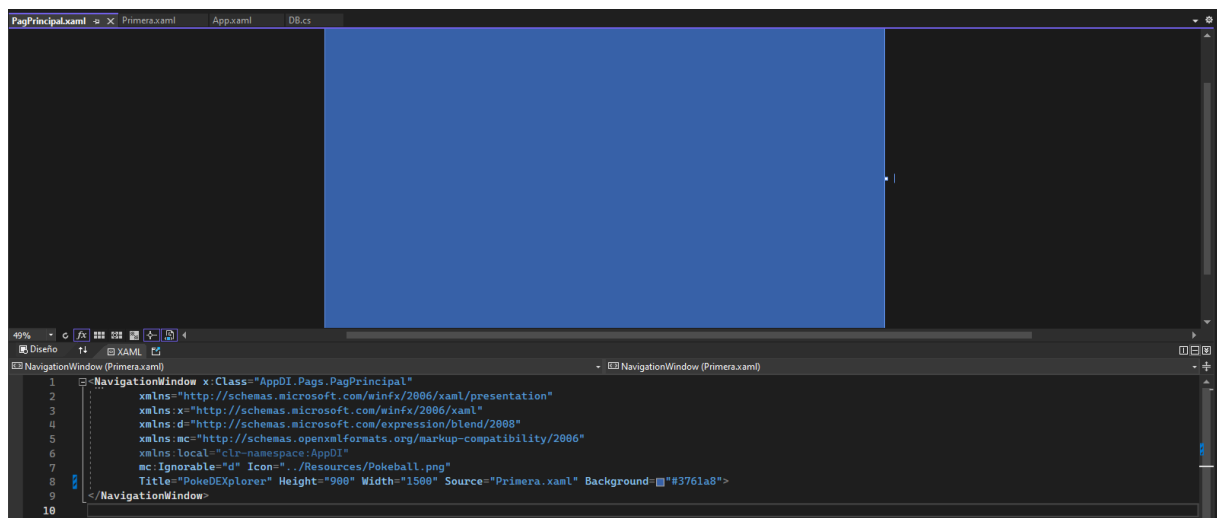 PagPrincipal.xaml Primera.xaml App.xaml DB.cs
49% fx
Diseño XAML
NavigationWindow (Primera.xaml) NavigationWindow (Primera.xaml)
1 <NavigationWindow x:Class="AppDI.Pags.PagPrincipal"
2 xmlns="http://schemas.microsoft.com/winfx/2006/xaml/presentation"
3 xmlns:x="http://schemas.microsoft.com/winfx/2006/xaml"
4 xmlns:d="http://schemas.microsoft.com/expression/blend/2008"
5 xmlns:mc="http://schemas.openxmlformats.org/markup-compatibility/2006"
6 xmlns:local="clr-namespace:AppDI"
7 mc:Ignorable="d" Icon="../Resources/Pokeball.png"
8 Title="PokeDEXplorer" Height="900" Width="1500" Source="Primera.xaml" Background="#3761a8">
9 </NavigationWindow>
10